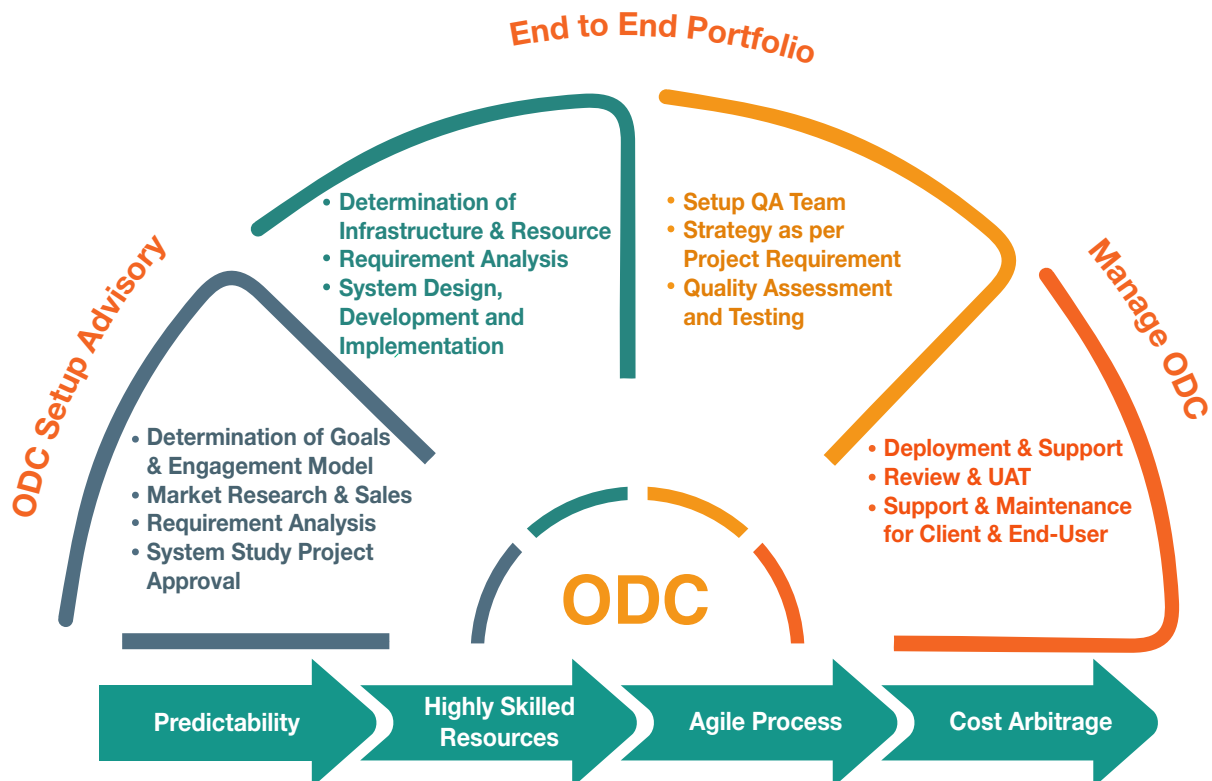 End to End Portfolio
ODC Setup Advisory
Manage ODC
• Determination of Goals
& Engagement Model
• Market Research & Sales
• Requirement Analysis
• System Study Project
Approval
• Determination of
Infrastructure & Resource
• Requirement Analysis
• System Design,
Development and
Implementation
• Setup QA Team
• Strategy as per
Project Requirement
• Quality Assessment
and Testing
• Deployment & Support
• Review & UAT
• Support & Maintenance
for Client & End-User
ODC
Predictability
Highly Skilled
Resources
Agile Process
Cost Arbitrage